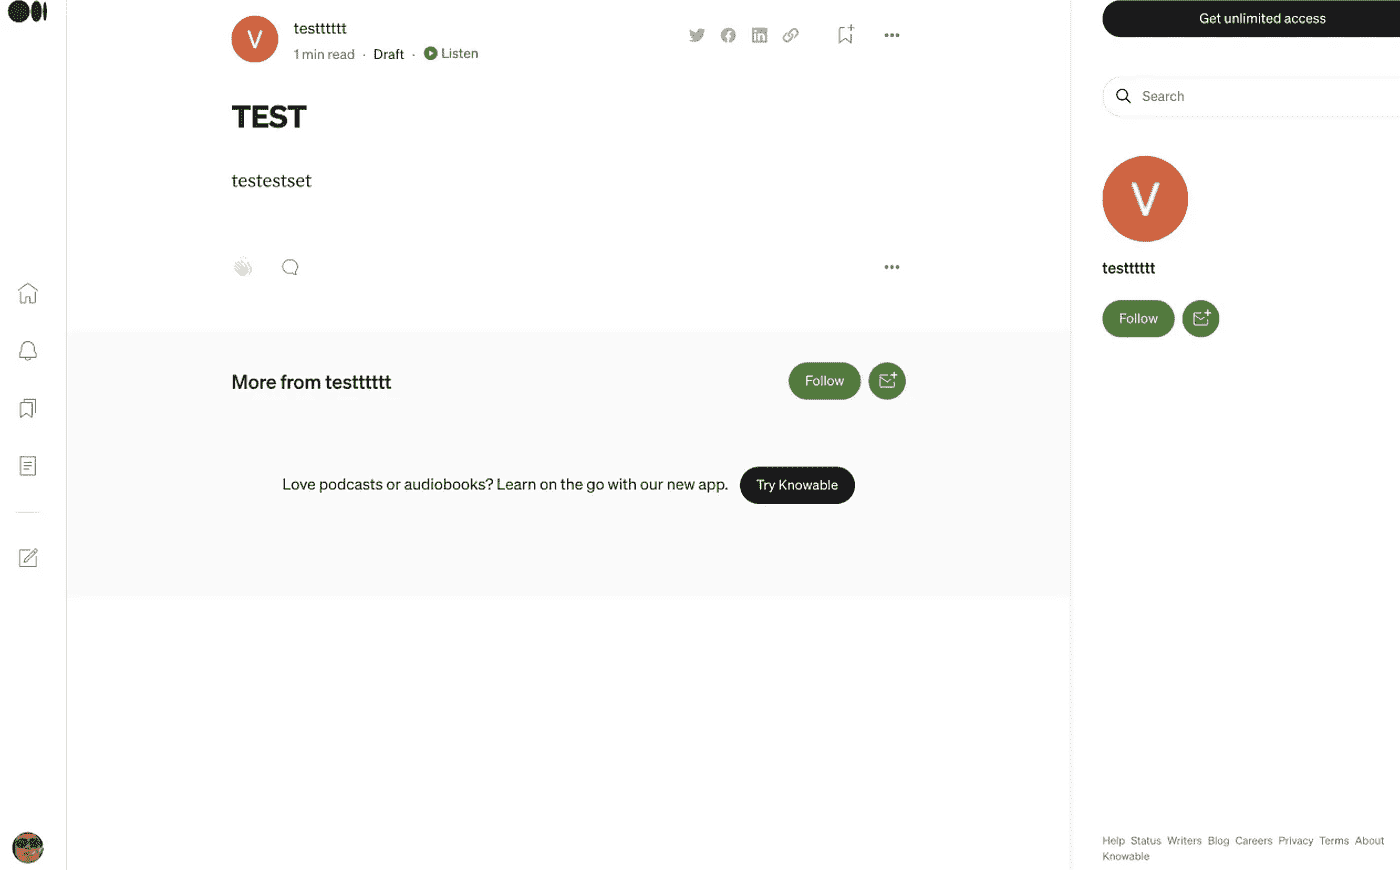 testttttt
1 min read · Draft · Listen
TEST
testestset
More from testttttt
Follow
Love podcasts or audiobooks? Learn on the go with our new app.
Try Knowable
Get unlimited access
Search
V
testttttt
Follow
V
Help Status Writers Blog Careers Privacy Terms About
Knowable